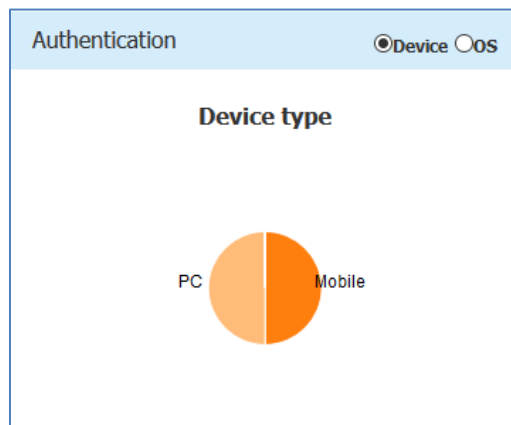 Authentication
Device OS
Device type
PC
Mobile